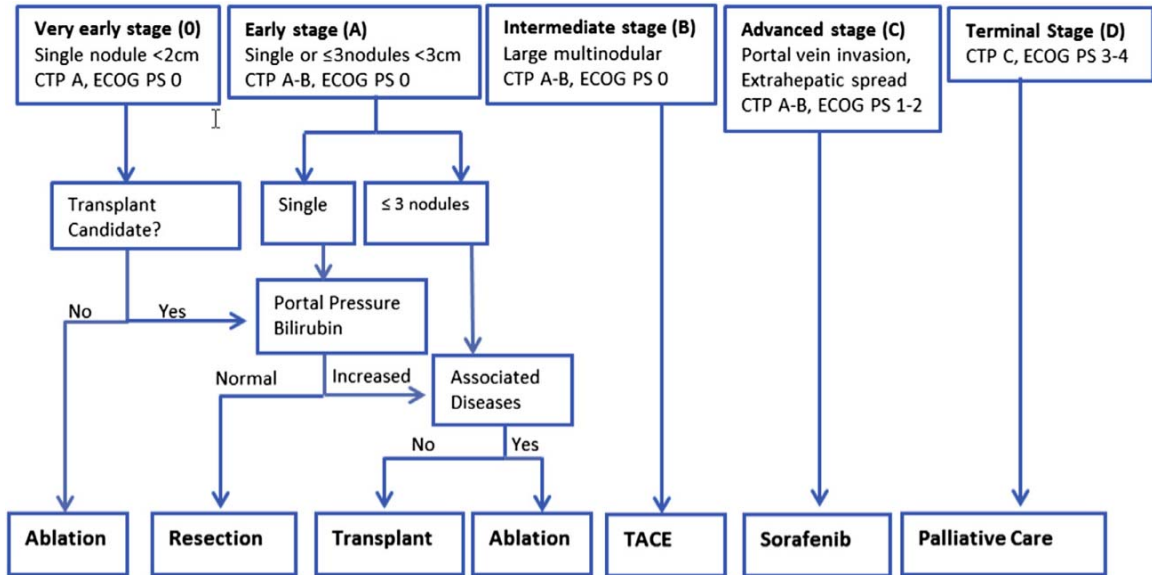 Very early stage (0)
Single nodule <2cm
CTP A, ECOG PS 0
Early stage (A)
Single or ≤3nodules <3cm
CTP A-B, ECOG PS 0
Intermediate stage (B)
Large multinodular
CTP A-B, ECOG PS 0
Advanced stage (C)
Portal vein invasion,
Extrahepatic spread
CTP A-B, ECOG PS 1-2
Terminal Stage (D)
CTP C, ECOG PS 3-4
Transplant
Candidate?
Single
≤ 3 nodules
No
Yes
Portal Pressure
Bilirubin
Normal
Increased
Associated
Diseases
No
Yes
Ablation
Resection
Transplant
Ablation
TACE
Sorafenib
Palliative Care